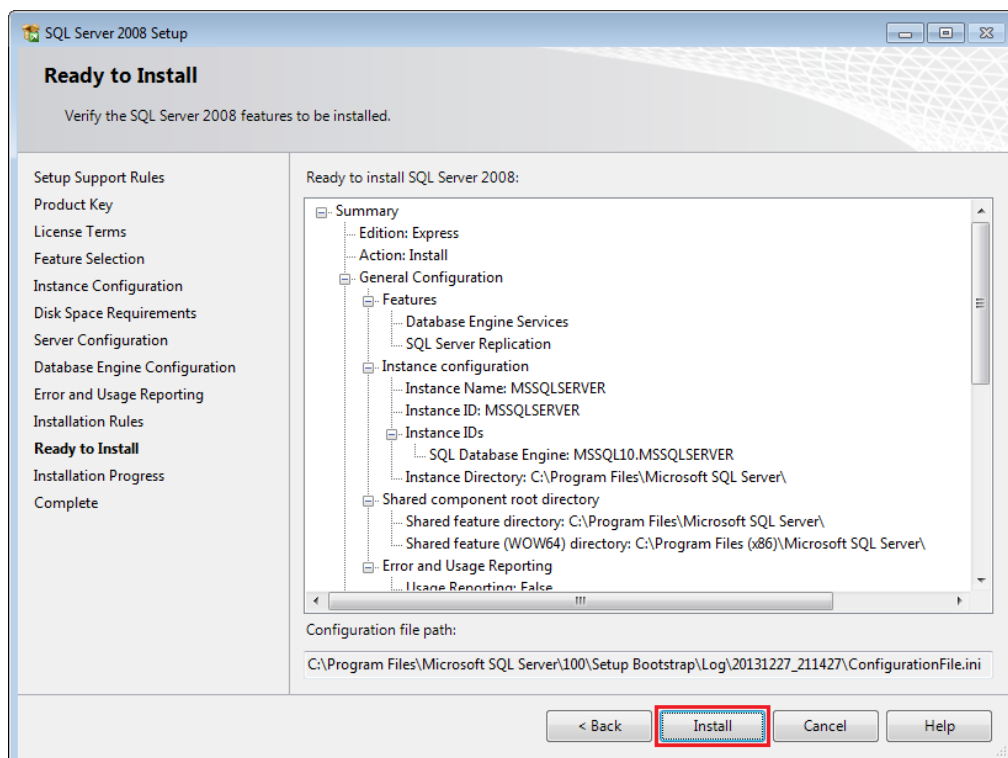 SQL Server 2008 Setup
Ready to Install
Verify the SQL Server 2008 features to be installed.
Setup Support Rules
Product Key
License Terms
Feature Selection
Instance Configuration
Disk Space Requirements
Server Configuration
Database Engine Configuration
Error and Usage Reporting
Installation Rules
Ready to Install
Installation Progress
Complete
Ready to install SQL Server 2008:
Summary
Edition: Express
Action: Install
General Configuration
Features
Database Engine Services
SQL Server Replication
Instance configuration
Instance Name: MSSQLSERVER
Instance ID: MSSQLSERVER
Instance IDs
SQL Database Engine: MSSQL10.MSSQLSERVER
Instance Directory: C:\Program Files\Microsoft SQL Server\
Shared component root directory
Shared feature directory: C:\Program Files\Microsoft SQL Server\
Shared feature (WOW64) directory: C:\Program Files (x86)\Microsoft SQL Server\
Error and Usage Reporting
Usage Reporting: False
Configuration file path:
C:\Program Files\Microsoft SQL Server\100\Setup Bootstrap\Log\20131227_211427\ConfigurationFile.ini
< Back
Install
Cancel
Help